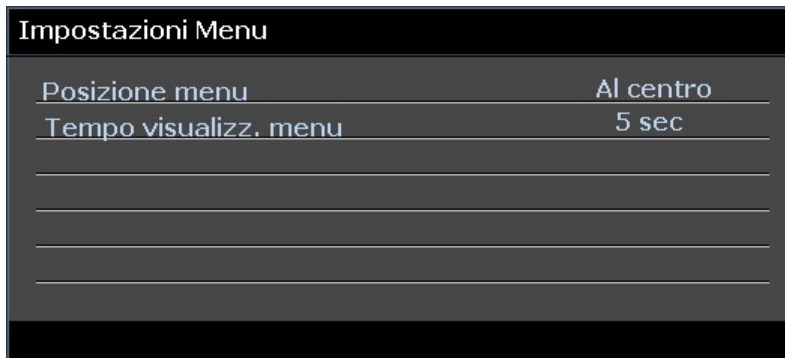 Impostazioni Menu
Posizione menu Al centro
Tempo visualizz. menu 5 sec